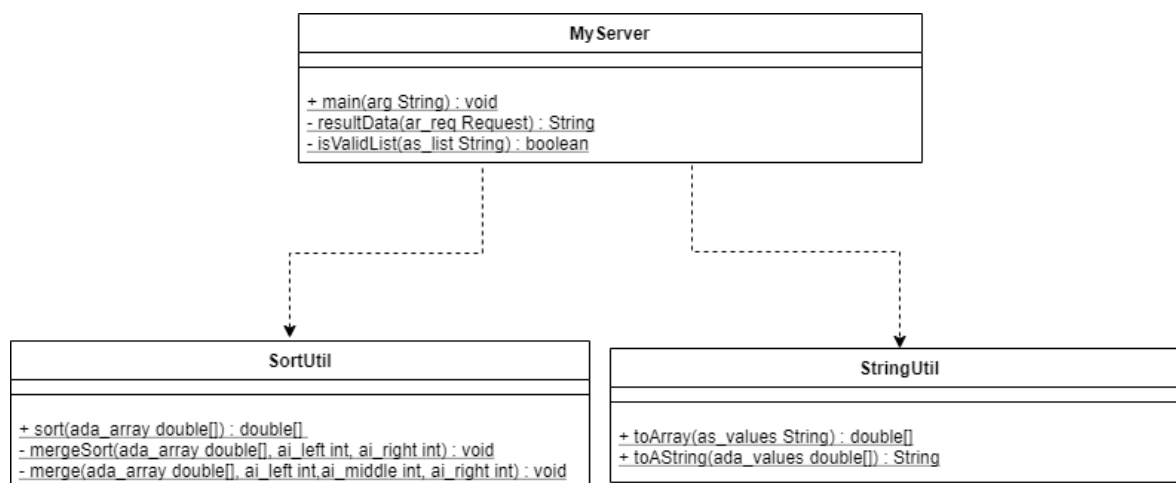 MyServer
+ main(arg String) : void
- resultData(ar_req Request) : String
- isValidList(as_list String) : boolean
SortUtil
+ sort(ada_array double[]) : double[]
- mergeSort(ada_array double[], ai_left int, ai_right int) : void
- merge(ada_array double[], ai_left int,ai_middle int, ai_right int) : void
StringUtil
+ toArray(as_values String) : double[]
+ toAString(ada_values double[]) : String